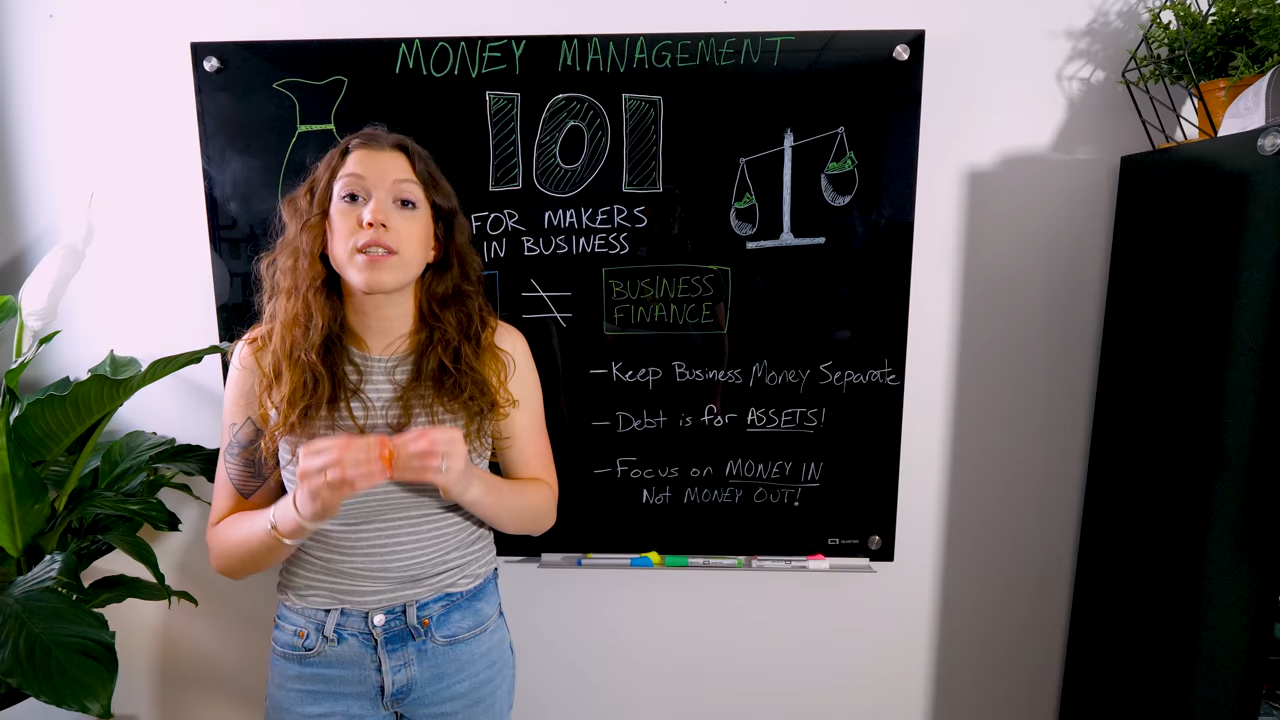 MONEY MANAGEMENT
101
FOR MAKERS
IN BUSINESS
≠
BUSINESS
FINANCE
- Keep Business Money Separate
- Debt is for ASSETS!
- Focus on MONEY IN
Not MONEY OUT!
quartet